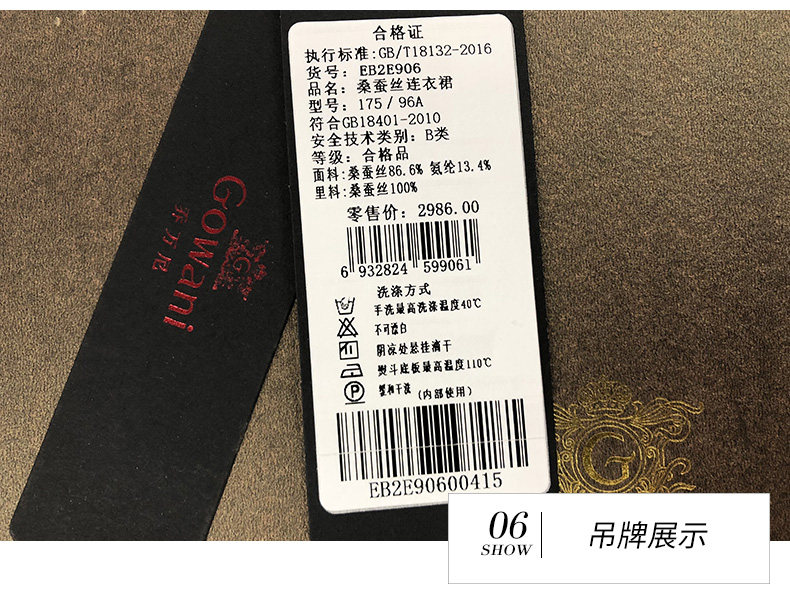 合格证
执行标准:GB/T18132-2016
货号: EB2E906
品名: 桑蚕丝连衣裙
型号: 175/96A
符合GB18401-2010
安全技术类别: B类
等级: 合格品
面料:桑蚕丝86.6% 氨纶13.4%
里料:桑蚕丝100%
零售价: 2986.00
6 932824 599061
洗涤方式
手洗最高洗涤温度40℃
不可漂白
阴凉处悬挂滴干
熨斗底板最高温度110℃
(内部使用)
EB2E90600415
Gowani
乔万尼
G
G
06
SHOW
吊牌展示